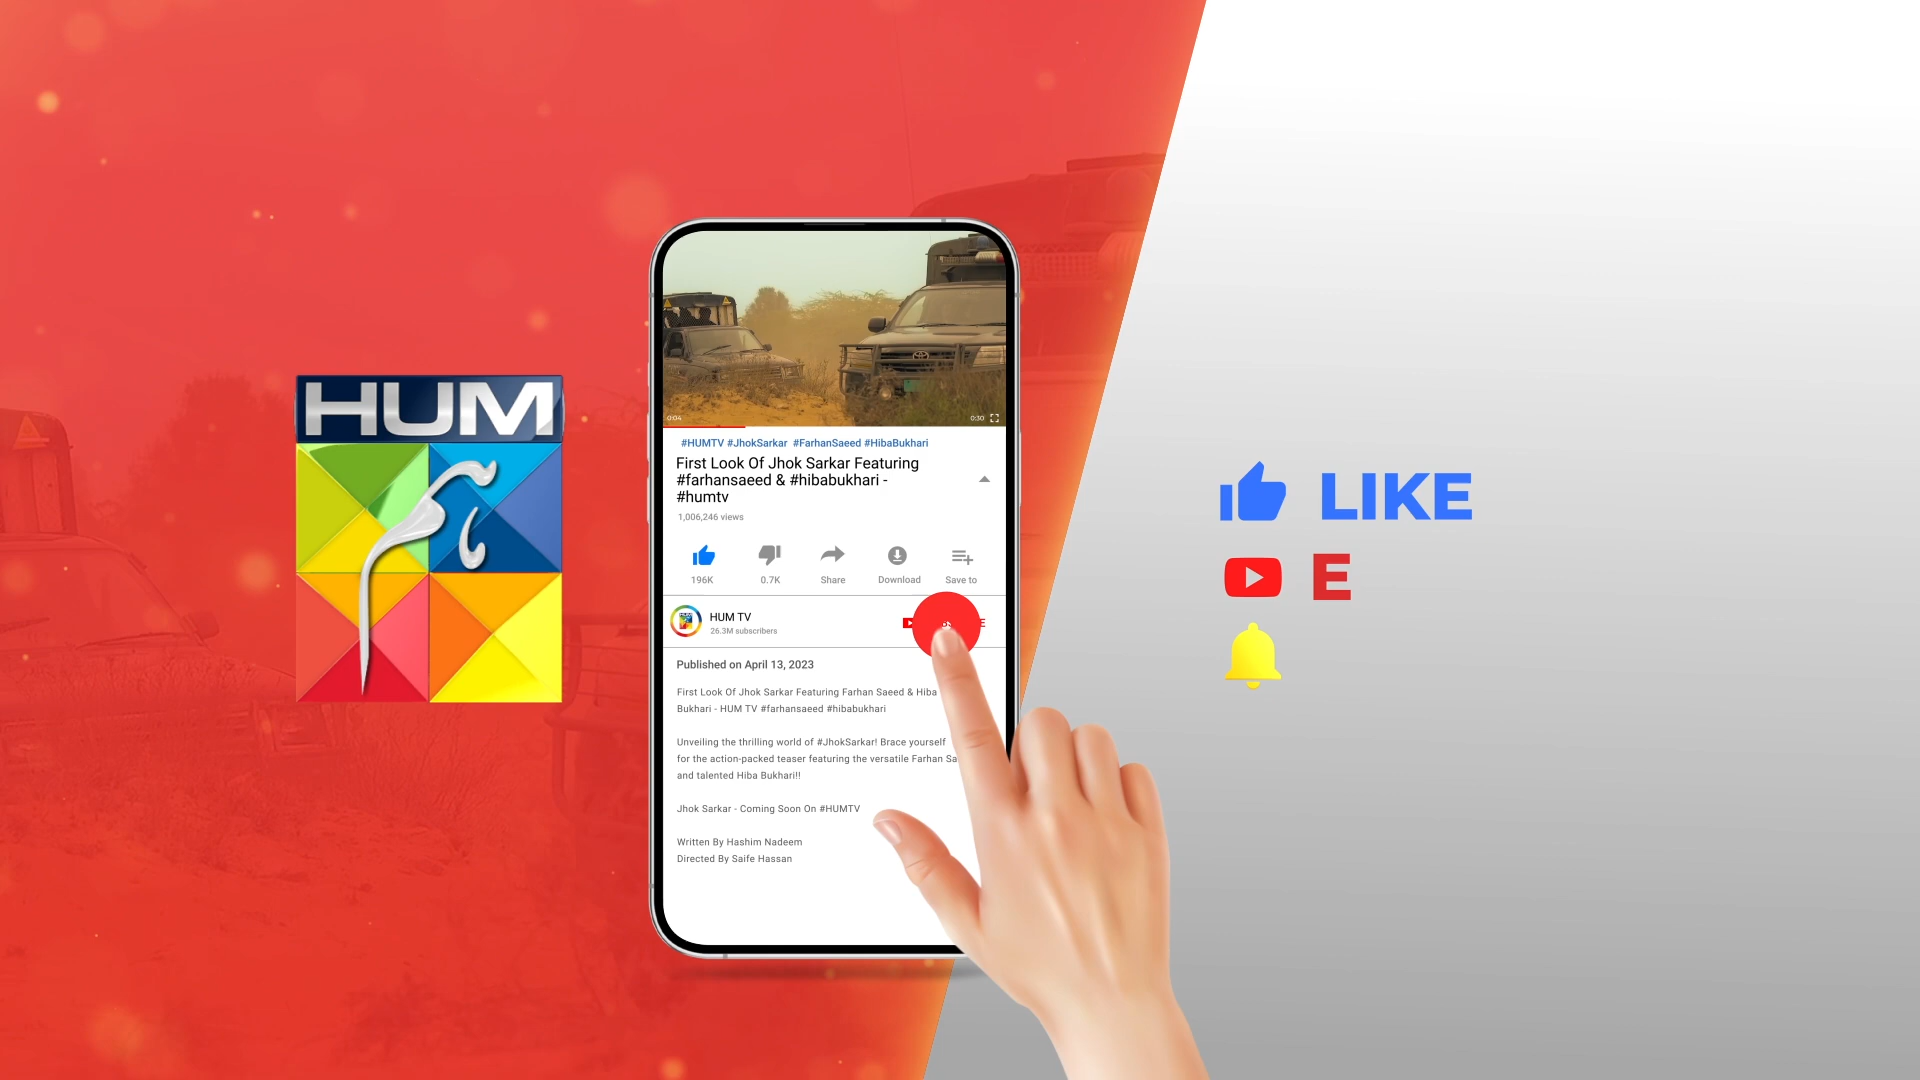 HUM
ہم
0:04
0:30
#HUMTV #JhokSarkar #FarhanSaeed #HibaBukhari
First Look Of Jhok Sarkar Featuring
#farhansaeed & #hibabukhari -
#humtv
1,006,246 views
196K
0.7K
Share
Download
Save to
HUM TV
26.3M subscribers
Published on April 13, 2023
First Look Of Jhok Sarkar Featuring Farhan Saeed & Hiba
Bukhari - HUM TV #farhansaeed #hibabukhari
Unveiling the thrilling world of #JhokSarkar! Brace yourself
for the action-packed teaser featuring the versatile Farhan Sa
and talented Hiba Bukhari!!
Jhok Sarkar - Coming Soon On #HUMTV
Written By Hashim Nadeem
Directed By Saife Hassan
LIKE
E